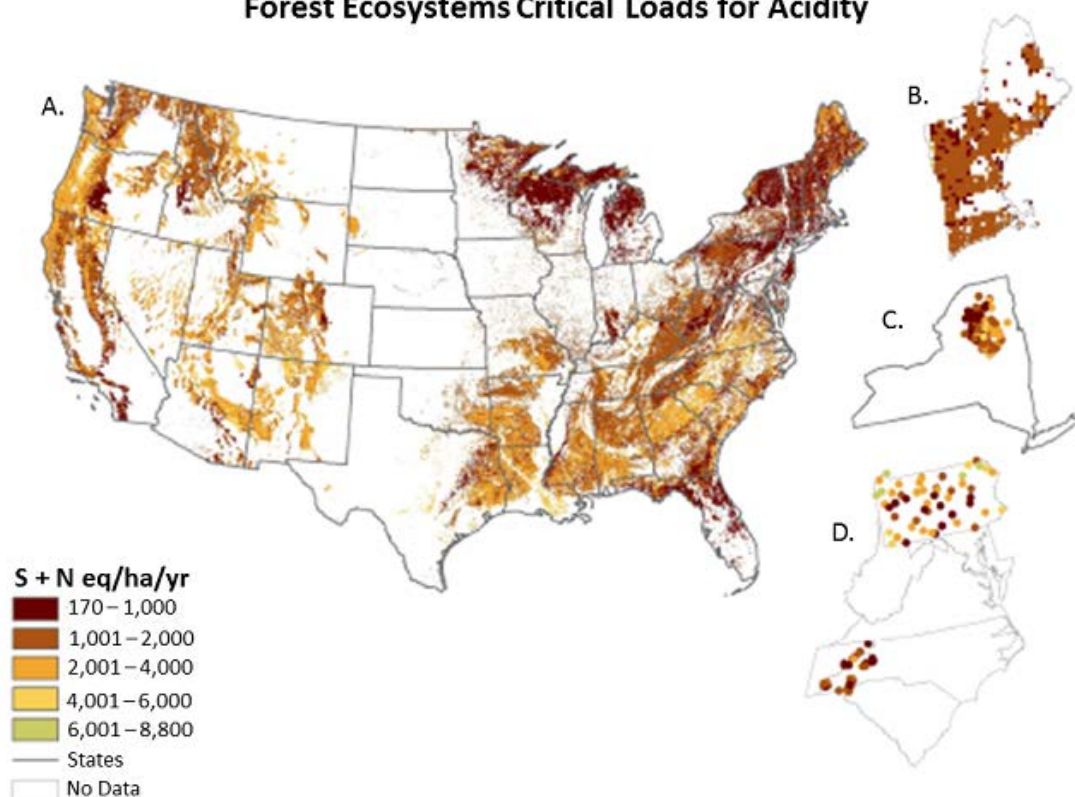 Forest Ecosystems Critical Loads for Acidity
A.
B.
C.
D.
S + N eq/ha/yr
170 – 1,000
1,001 – 2,000
2,001 – 4,000
4,001 – 6,000
6,001 – 8,800
States
No Data